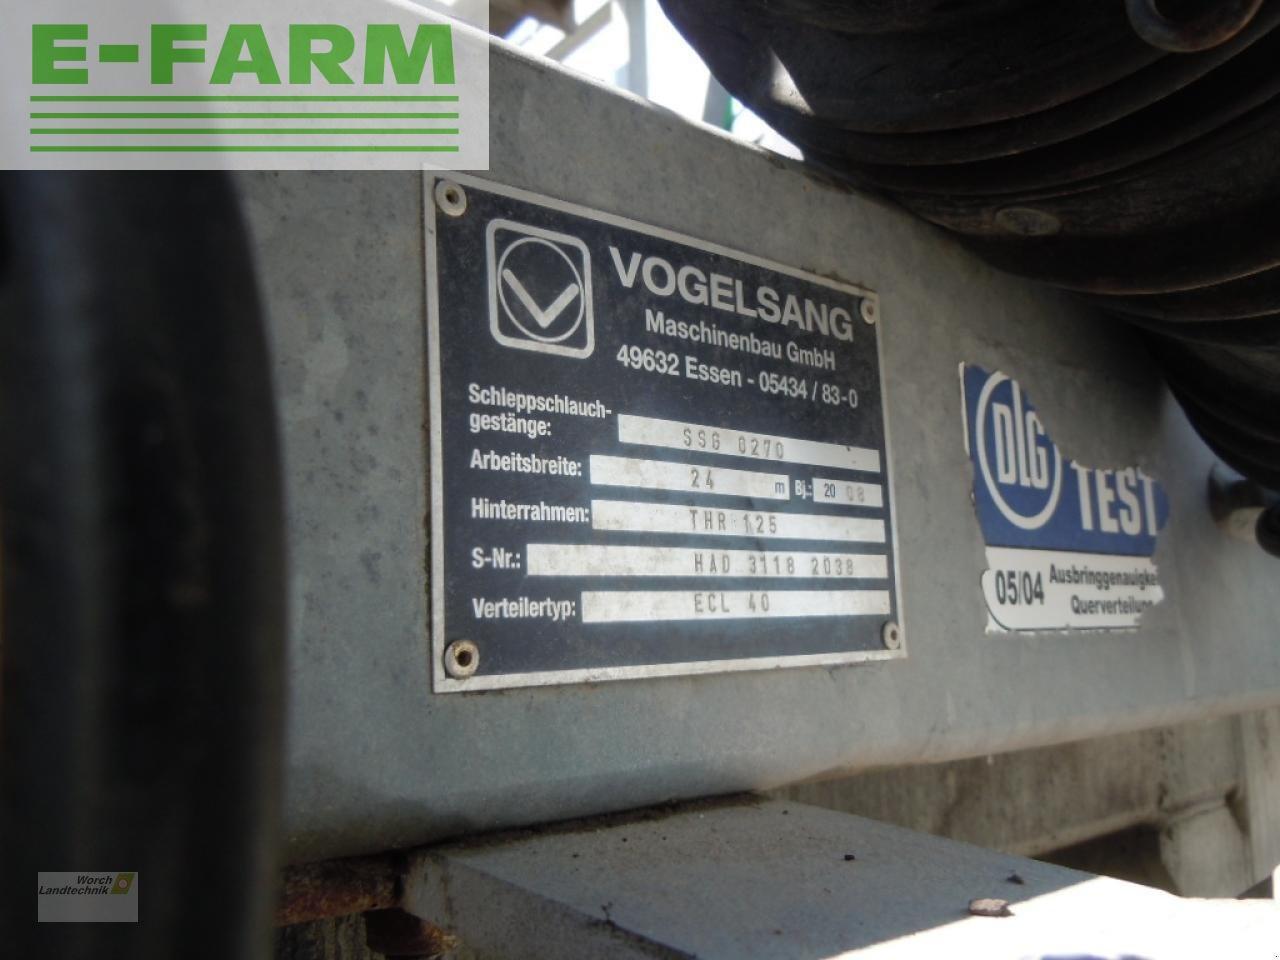 E-FARM
VOGELSANG
Maschinenbau GmbH
49632 Essen - 05434 / 83-0
Schleppschlauch-
gestänge: SSG 0270
Arbeitsbreite: 24 m Bj.: 20 08
Hinterrahmen: THR 125
S-Nr.: HAD 3118 2038
Verteilertyp: ECL 40
DLG
TEST
05/04
Ausbringgenauigkei
Querverteilung
Worch
Landtechnik